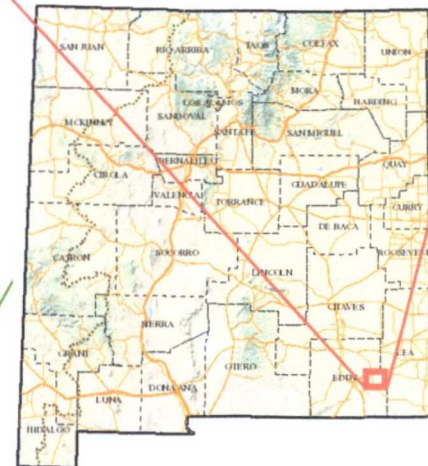 SAN JUAN
RIO ARRIBA
TAOS
COLFAX
UNION
MORA
HARDING
LOS ALAMOS
SANDOVAL
MCKINLEY
SANTA FE
SAN MIGUEL
BERNALILLO
QUAY
CIBOLA
VALENCIA
TORRANCE
GUADALUPE
CURRY
DE BACA
CATRON
SOCORRO
ROOSEVELT
LINCOLN
CHAVES
SIERRA
GRANT
OTERO
EDDY
LEA
LUNA
DONA ANA
HIDALGO